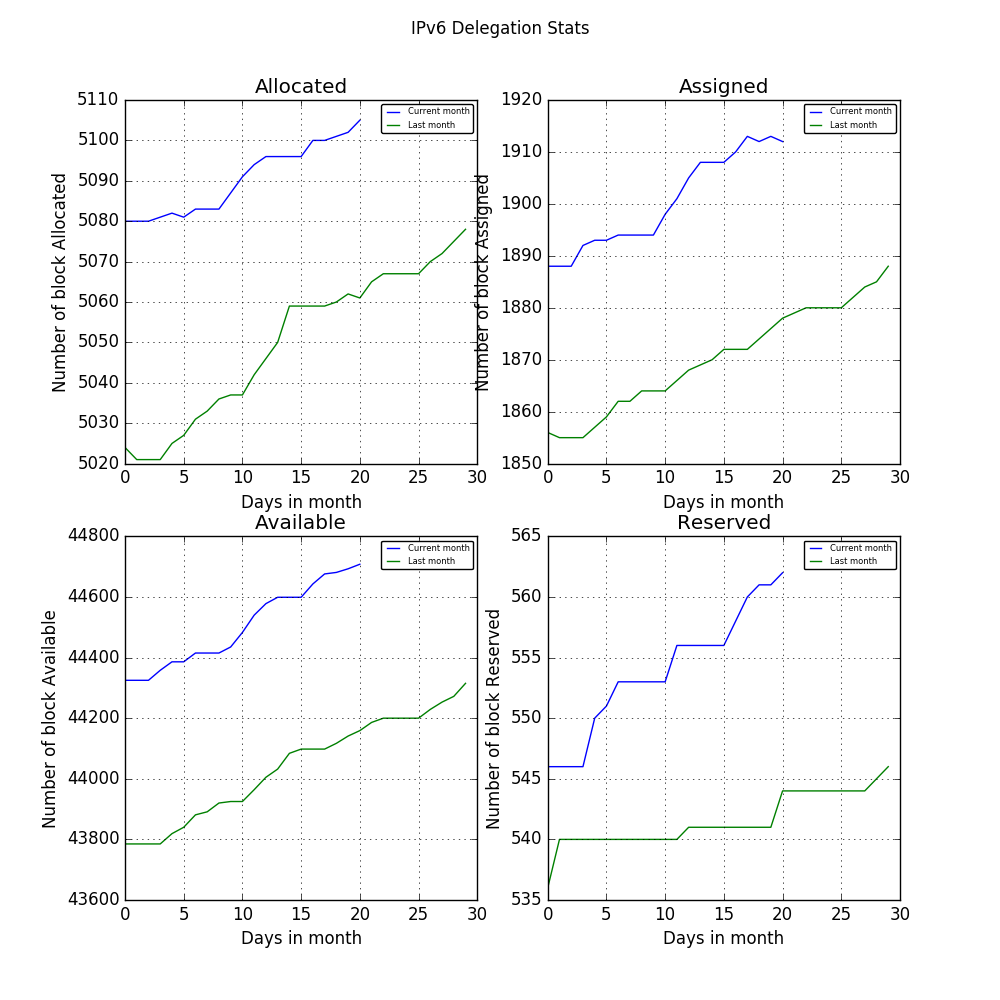 IPv6 Delegation Stats
Allocated
Number of block Allocated
5110
5100
5090
5080
5070
5060
5050
5040
5030
5020
Current month
Last month
0 5 10 15 20 25 30
Days in month
Assigned
Number of block Assigned
1920
1910
1900
1890
1880
1870
1860
1850
Current month
Last month
0 5 10 15 20 25 30
Days in month
Available
Number of block Available
44800
44600
44400
44200
44000
43800
43600
Current month
Last month
0 5 10 15 20 25 30
Days in month
Reserved
Number of block Reserved
565
560
555
550
545
540
535
Current month
Last month
0 5 10 15 20 25 30
Days in month